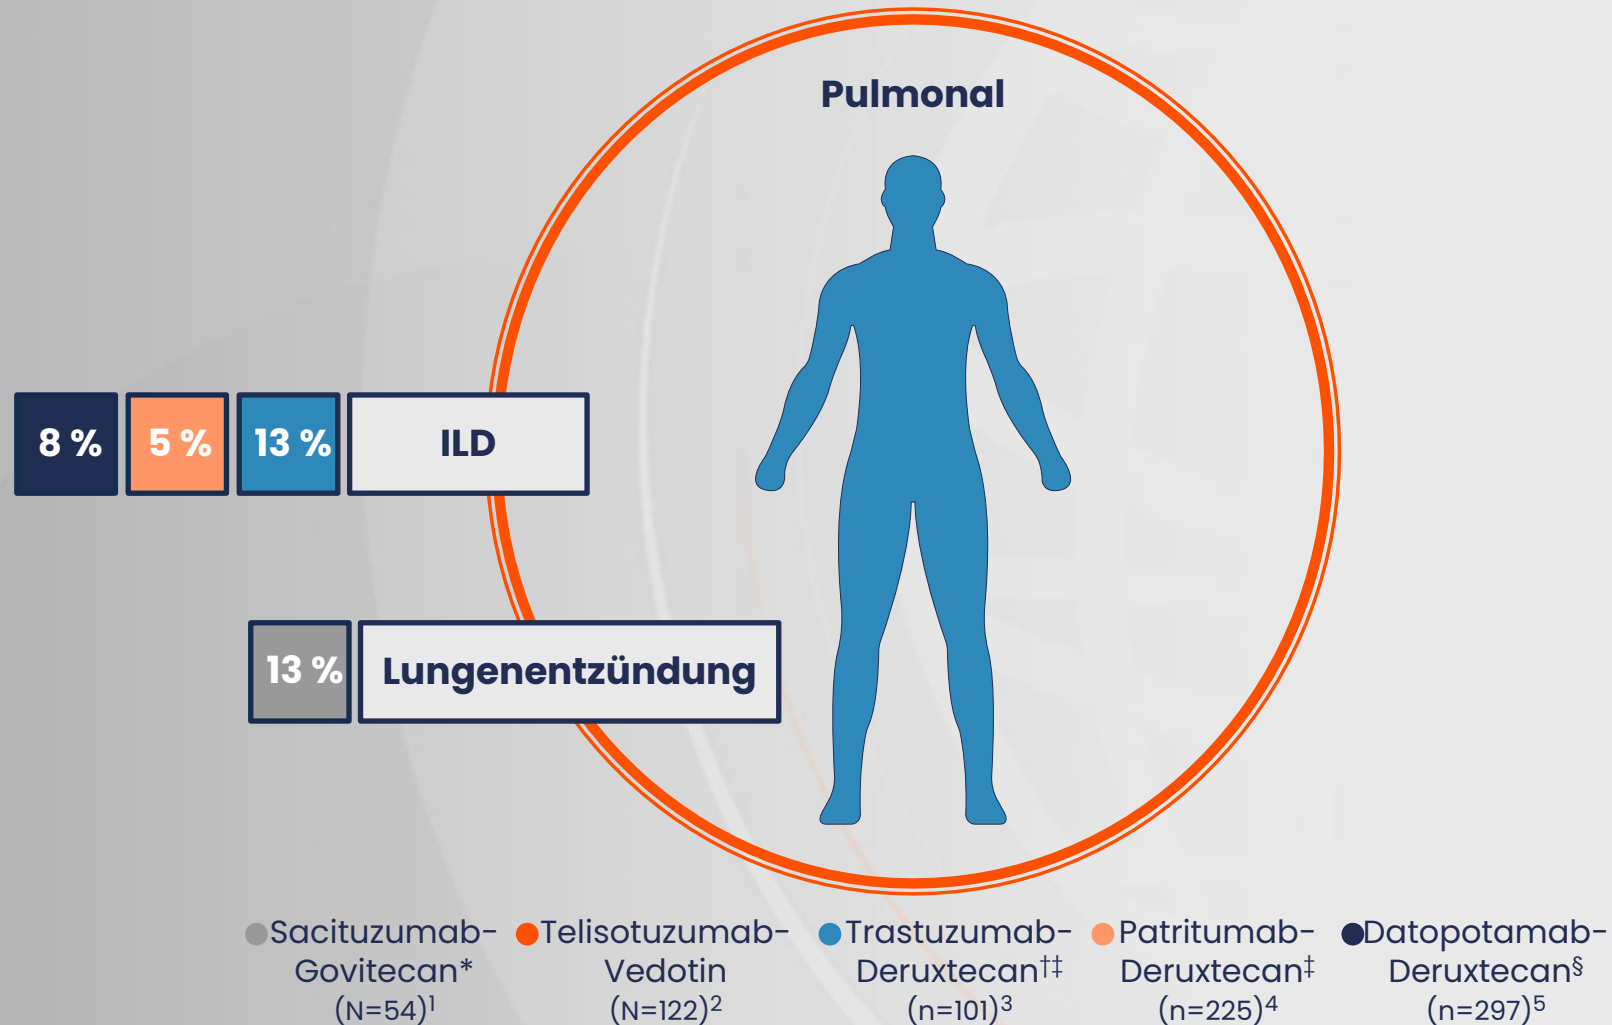 Pulmonal
8 % 5 % 13 % ILD
13 % Lungenentzündung
Sacituzumab-Govitecan* (N=54)¹
Telisotuzumab-Vedotin (N=122)²
Trastuzumab-Deruxtecan†‡ (n=101)³
Patritumab-Deruxtecan‡ (n=225)⁴
Datopotamab-Deruxtecan§ (n=297)⁵